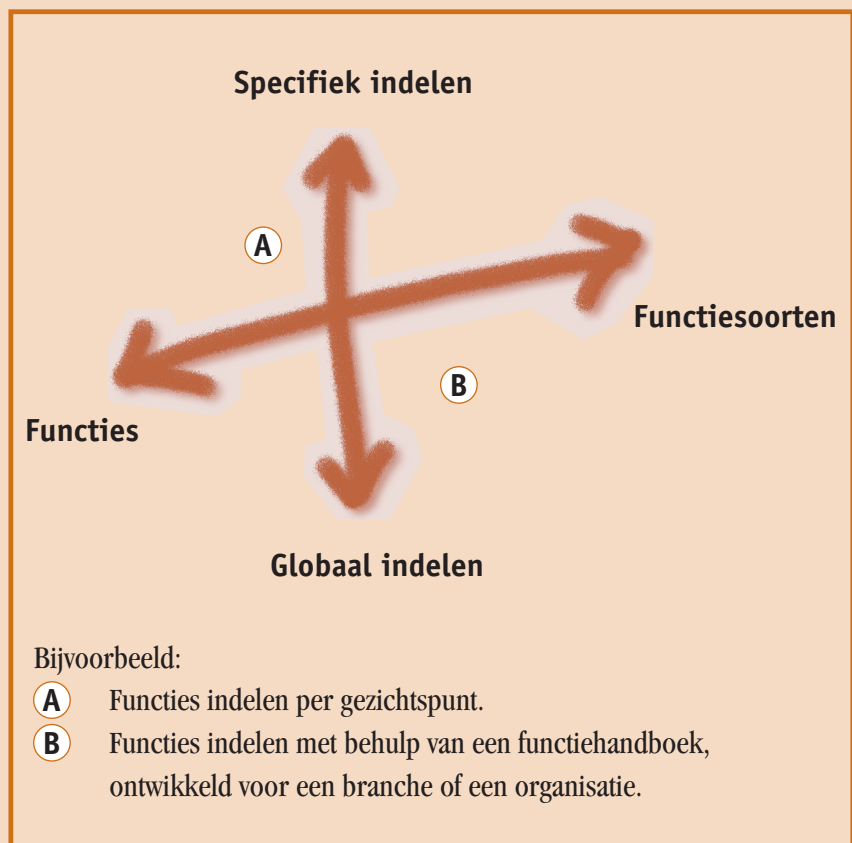 Specifiek indelen
A
Functiesoorten
B
Functies
Globaal indelen
Bijvoorbeeld:
A Functies indelen per gezichtspunt.
B Functies indelen met behulp van een functiehandboek,
ontwikkeld voor een branche of een organisatie.